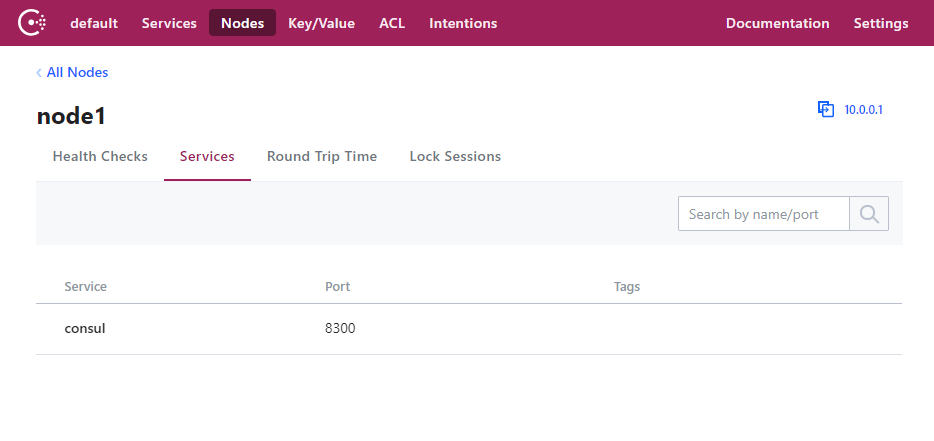 default Services Nodes Key/Value ACL Intentions Documentation Settings
‹ All Nodes
node1 10.0.0.1
Health Checks Services Round Trip Time Lock Sessions
Search by name/port
Service Port Tags
consul 8300